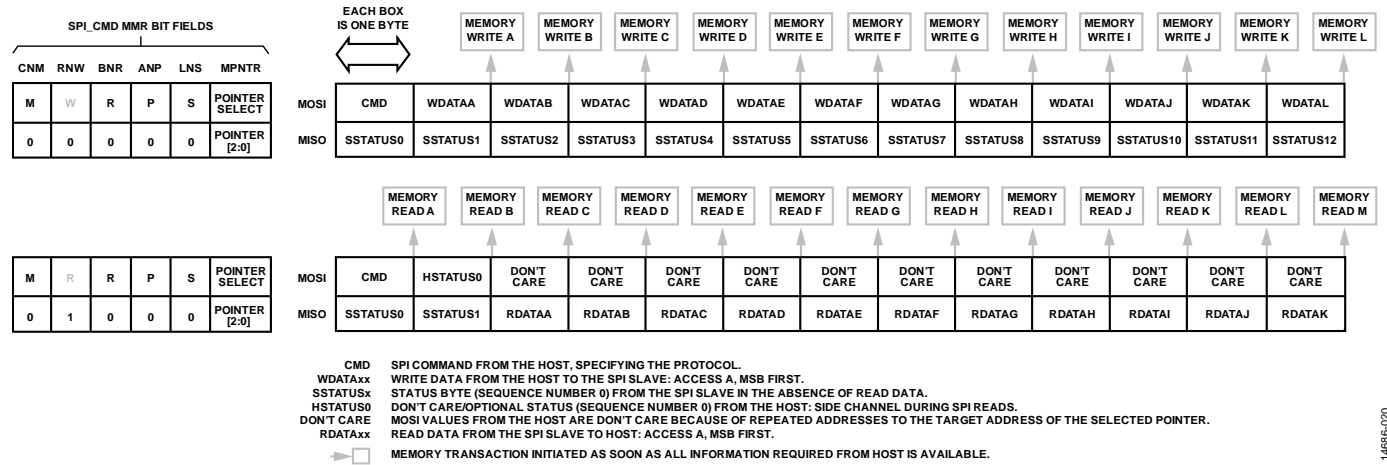 SPI_CMD MMR BIT FIELDS
EACH BOX
IS ONE BYTE
MEMORY WRITE A MEMORY WRITE B MEMORY WRITE C MEMORY WRITE D MEMORY WRITE E MEMORY WRITE F MEMORY WRITE G MEMORY WRITE H MEMORY WRITE I MEMORY WRITE J MEMORY WRITE K MEMORY WRITE L
CNM RNW BNR ANP LNS MPNTR
M W R P S POINTER SELECT
0 0 0 0 0 POINTER [2:0]
MOSI CMD WDATAA WDATAB WDATAC WDATAD WDATAE WDATAF WDATAG WDATAH WDATAI WDATAJ WDATAK WDATAL
MISO SSTATUS0 SSTATUS1 SSTATUS2 SSTATUS3 SSTATUS4 SSTATUS5 SSTATUS6 SSTATUS7 SSTATUS8 SSTATUS9 SSTATUS10 SSTATUS11 SSTATUS12
MEMORY READ A MEMORY READ B MEMORY READ C MEMORY READ D MEMORY READ E MEMORY READ F MEMORY READ G MEMORY READ H MEMORY READ I MEMORY READ J MEMORY READ K MEMORY READ L MEMORY READ M
M R R P S POINTER SELECT
0 1 0 0 0 POINTER [2:0]
MOSI CMD HSTATUS0 DON'T CARE DON'T CARE DON'T CARE DON'T CARE DON'T CARE DON'T CARE DON'T CARE DON'T CARE DON'T CARE DON'T CARE DON'T CARE
MISO SSTATUS0 SSTATUS1 RDATAA RDATAB RDATAC RDATAD RDATAE RDATAF RDATAG RDATAH RDATAI RDATAJ RDATAK
CMD SPI COMMAND FROM THE HOST, SPECIFYING THE PROTOCOL.
WDATAxx WRITE DATA FROM THE HOST TO THE SPI SLAVE: ACCESS A, MSB FIRST.
SSTATUSx STATUS BYTE (SEQUENCE NUMBER 0) FROM THE SPI SLAVE IN THE ABSENCE OF READ DATA.
HSTATUS0 DON'T CARE/OPTIONAL STATUS (SEQUENCE NUMBER 0) FROM THE HOST: SIDE CHANNEL DURING SPI READS.
DON'T CARE MOSI VALUES FROM THE HOST ARE DON'T CARE BECAUSE OF REPEATED ADDRESSES TO THE TARGET ADDRESS OF THE SELECTED POINTER.
RDATAxx READ DATA FROM THE SPI SLAVE TO HOST: ACCESS A, MSB FIRST.
MEMORY TRANSACTION INITIATED AS SOON AS ALL INFORMATION REQUIRED FROM HOST IS AVAILABLE.
14686-020